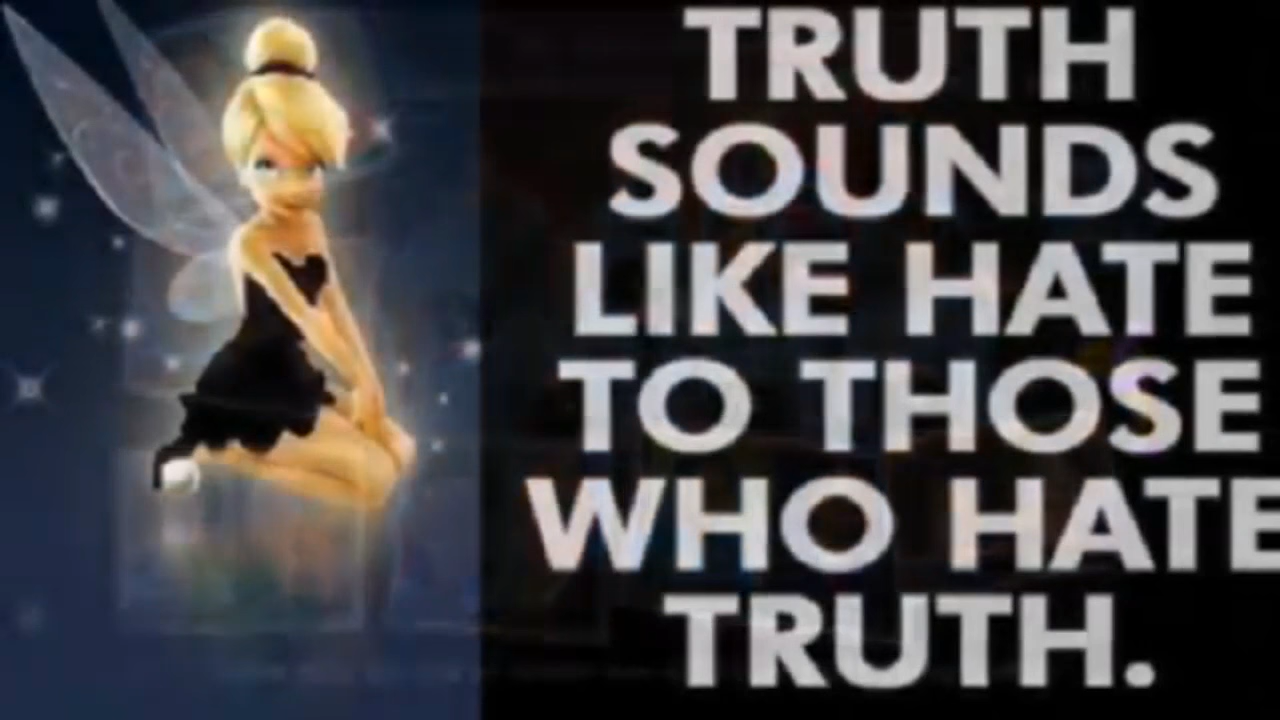 TRUTH
SOUNDS
LIKE HATE
TO THOSE
WHO HATE
TRUTH.